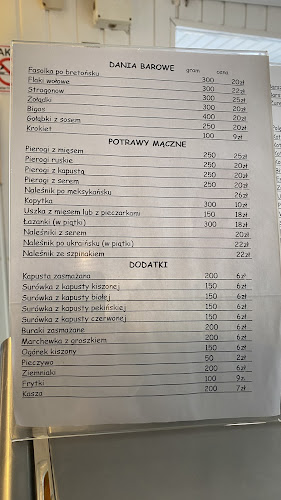 DANIA BAROWE
gram cena
Fasolka po bretońsku 300 20zł
Flaki wołowe 300 22zł
Strogonow 300 25zł
Żołądki 300 20zł
Bigos 400 20zł
Gołąbki z sosem 250 20zł
Krokiet 100 9zł
POTRAWY MĄCZNE
Pierogi z mięsem 250 25zł
Pierogi ruskie 250 20zł
Pierogi z kapustą 250 20zł
Pierogi z serem 250 20zł
Naleśnik po meksykańsku 26zł
Kopytka 300 10zł
Uszka z mięsem lub z pieczarkami 150 18zł
Łazanki (w piątki) 300 18zł
Naleśniki z serem 20zł
Naleśnik po ukraińsku (w piątki) 22zł
Naleśnik ze szpinakiem 22zł
DODATKI
Kapusta zasmażana 200 6zł
Surówka z kapusty kiszonej 150 6zł
Surówka z kapusty białej 150 6zł
Surówka z kapusty pekińskiej 150 6zł
Surówka z kapusty czerwonej 150 6zł
Buraki zasmażane 200 6zł
Marchewka z groszkiem 200 6zł
Ogórek kiszony 150 6zł
Pieczywo 50 2zł
Ziemniaki 200 6zł
Frytki 100 9zł
Kasza 200 7zł